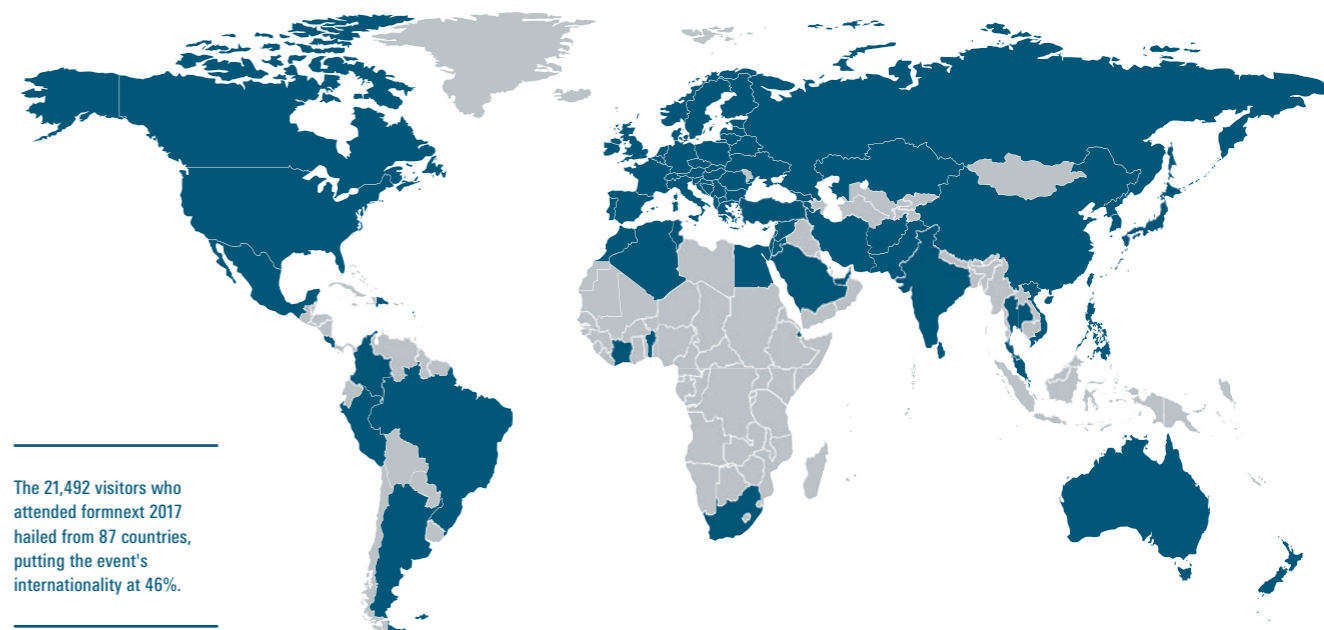 The 21,492 visitors who
attended formnext 2017
hailed from 87 countries,
putting the event's
internationality at 46%.